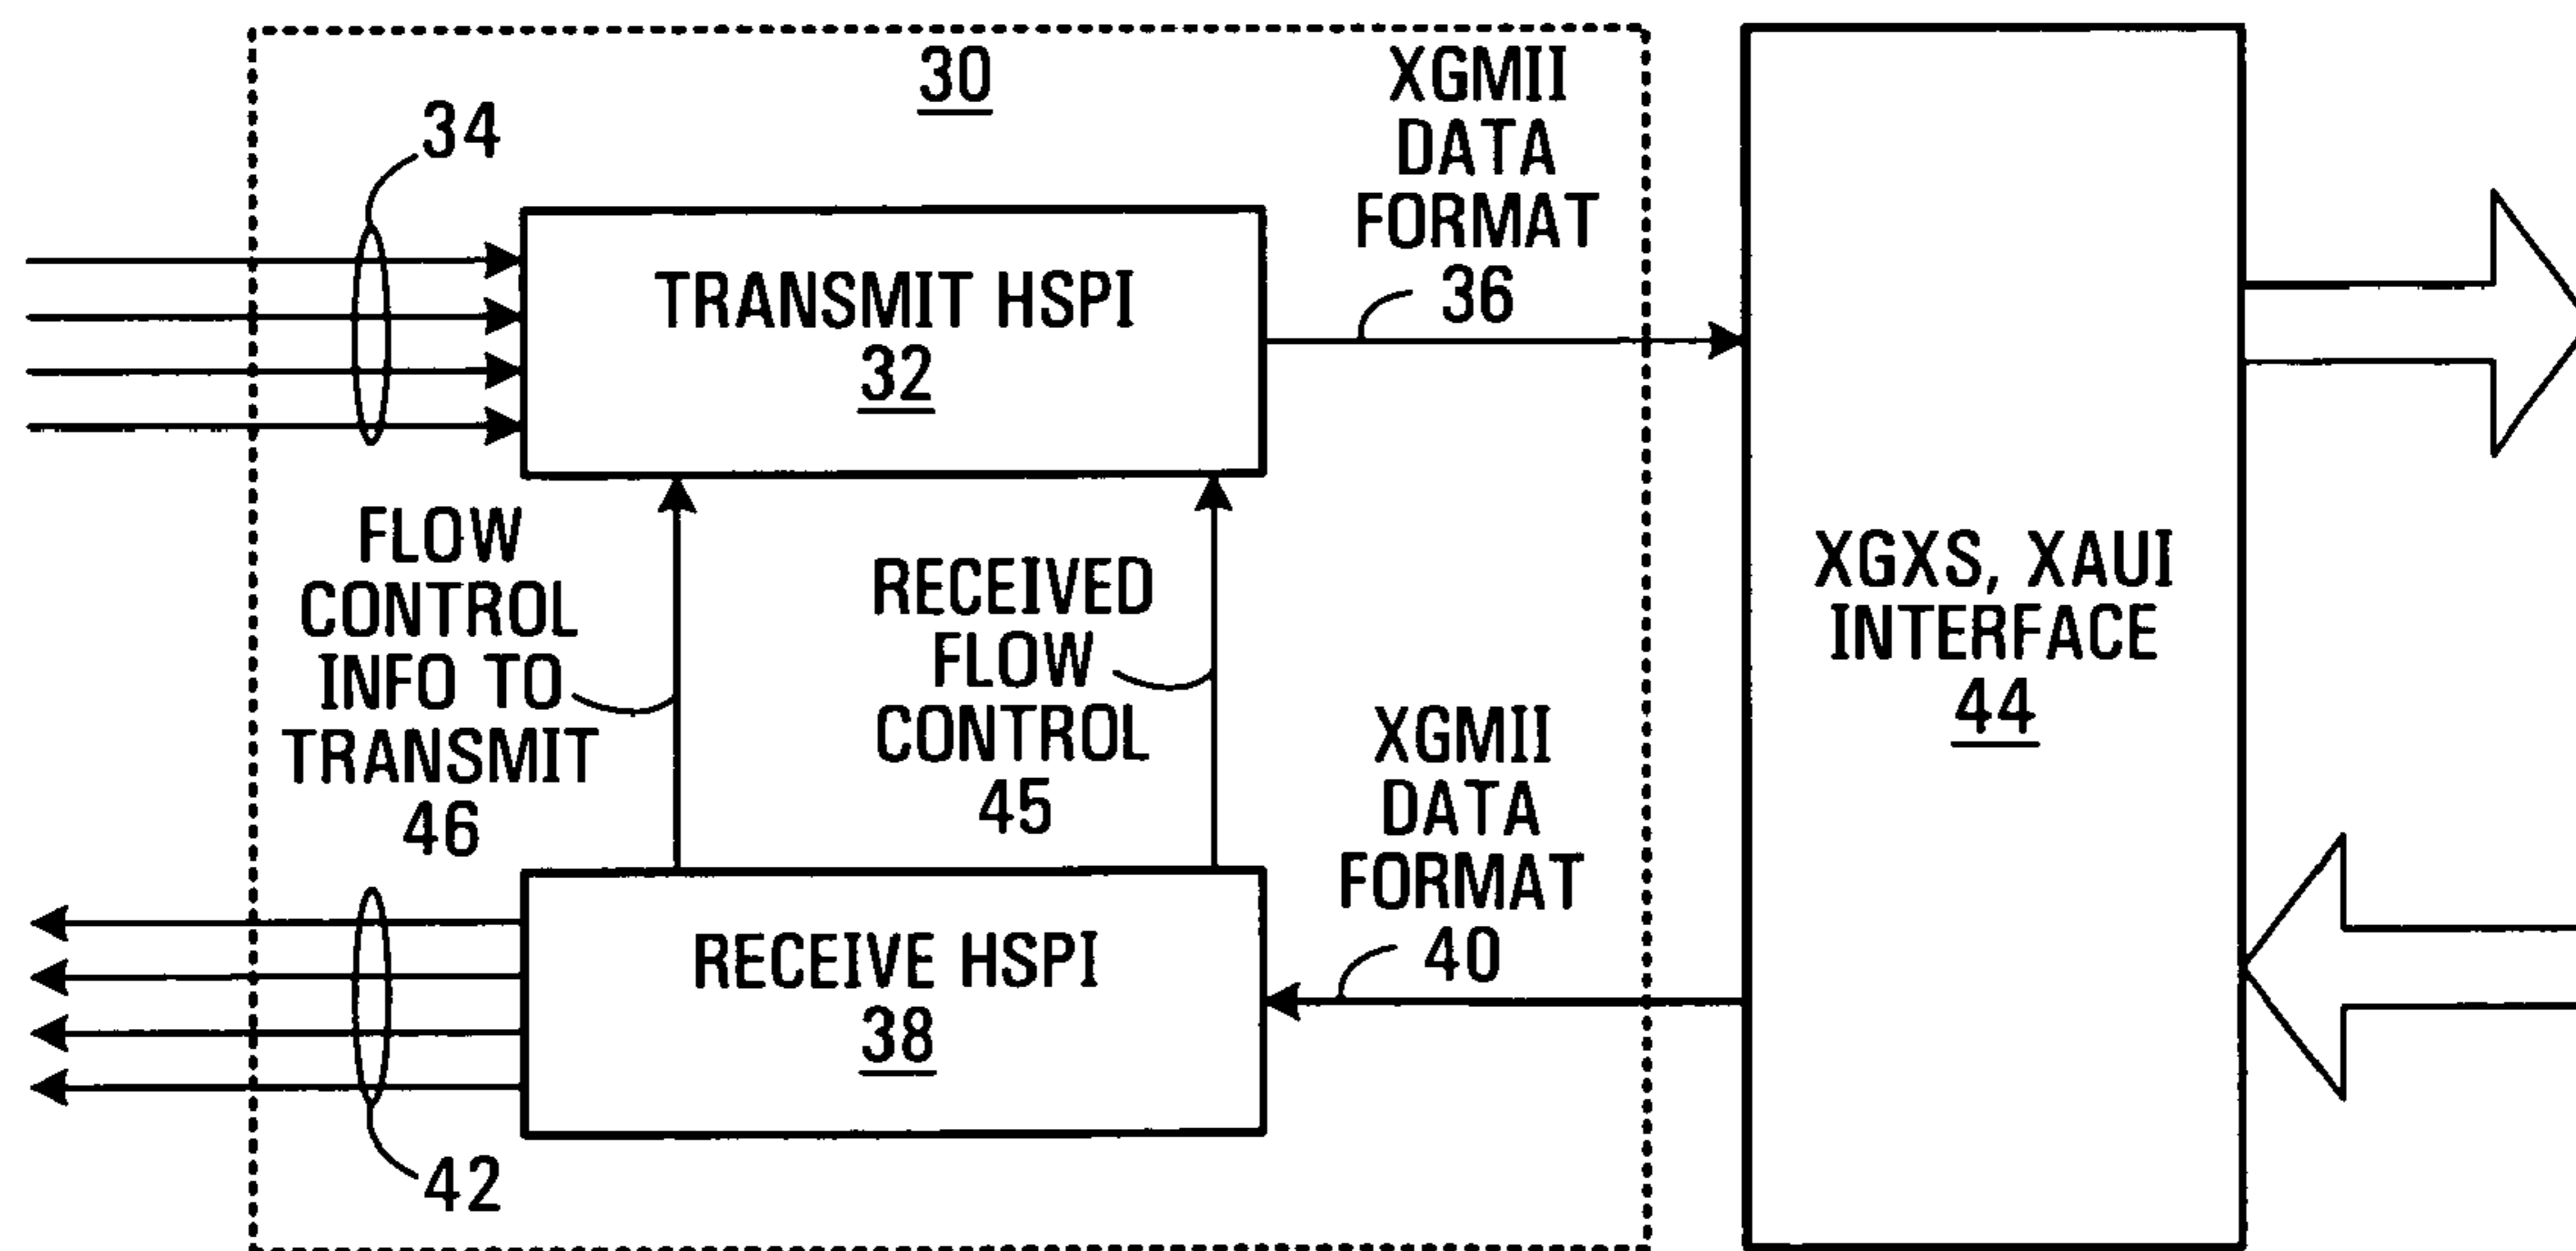 30
XGMII
DATA
FORMAT
36
34
TRANSMIT HSPI
32
FLOW
CONTROL
INFO TO
TRANSMIT
46
RECEIVED
FLOW
CONTROL
45
XGXS, XAUI
INTERFACE
44
XGMII
DATA
FORMAT
40
RECEIVE HSPI
38
42